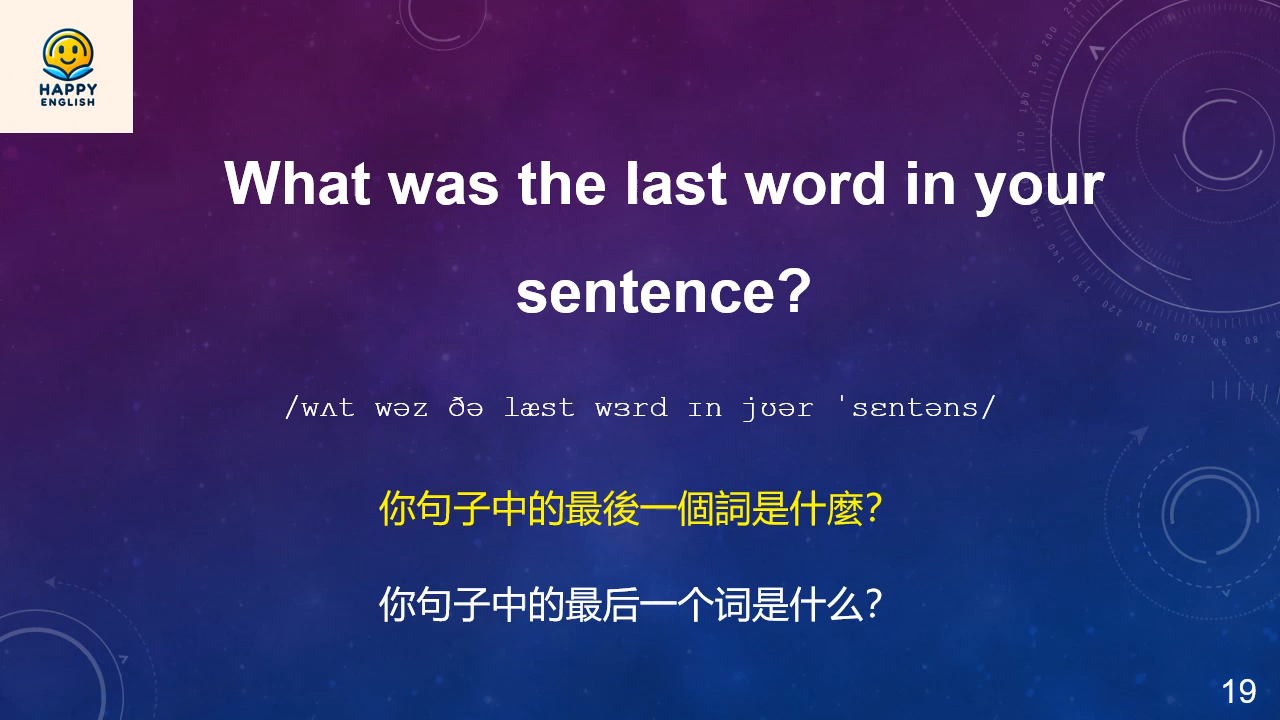 HAPPY
ENGLISH
What was the last word in your
sentence?
/wʌt wəz ðə læst wɜrd ɪn jʊər ˈsɛntəns/
你句子中的最後一個詞是什麼?
你句子中的最后一个词是什么?
19